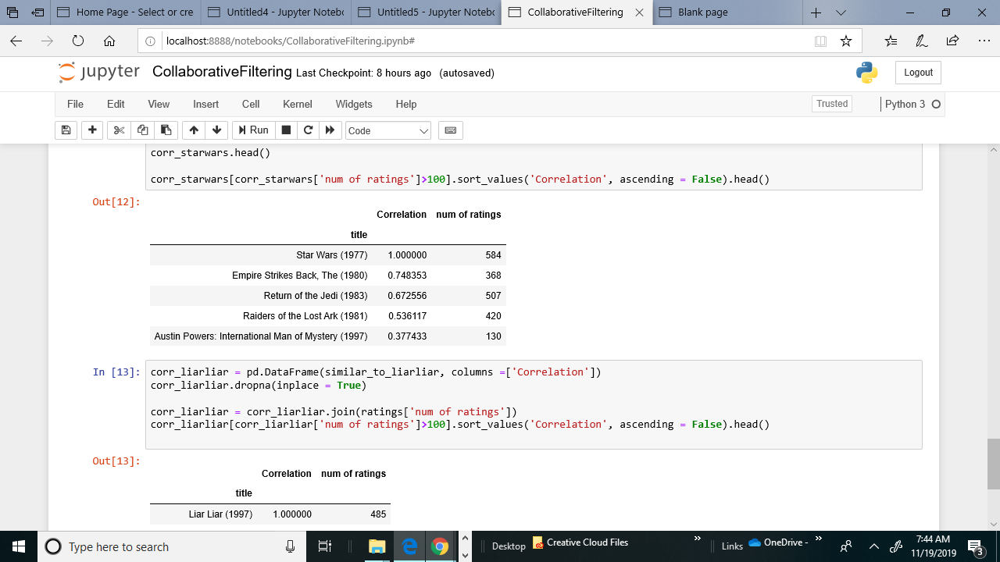 Home Page - Select or cre
Untitled4 - Jupyter Notebo
Untitled5 - Jupyter Notebo
CollaborativeFiltering
Blank page
localhost:8888/notebooks/CollaborativeFiltering.ipynb#
jupyter CollaborativeFiltering Last Checkpoint: 8 hours ago (autosaved)
Logout
File Edit View Insert Cell Kernel Widgets Help
Trusted
Python 3
Run
Code
corr_starwars.head()
corr_starwars[corr_starwars['num of ratings']>100].sort_values('Correlation', ascending = False).head()
Out[12]:
Correlation num of ratings
title
Star Wars (1977) 1.000000 584
Empire Strikes Back, The (1980) 0.748353 368
Return of the Jedi (1983) 0.672556 507
Raiders of the Lost Ark (1981) 0.536117 420
Austin Powers: International Man of Mystery (1997) 0.377433 130
In [13]: corr_liarliar = pd.DataFrame(similar_to_liarliar, columns =['Correlation'])
corr_liarliar.dropna(inplace = True)
corr_liarliar = corr_liarliar.join(ratings['num of ratings'])
corr_liarliar[corr_liarliar['num of ratings']>100].sort_values('Correlation', ascending = False).head()
Out[13]:
Correlation num of ratings
title
Liar Liar (1997) 1.000000 485
Type here to search
Desktop
Creative Cloud Files
»
Links
OneDrive -
»
7:44 AM
11/19/2019
3